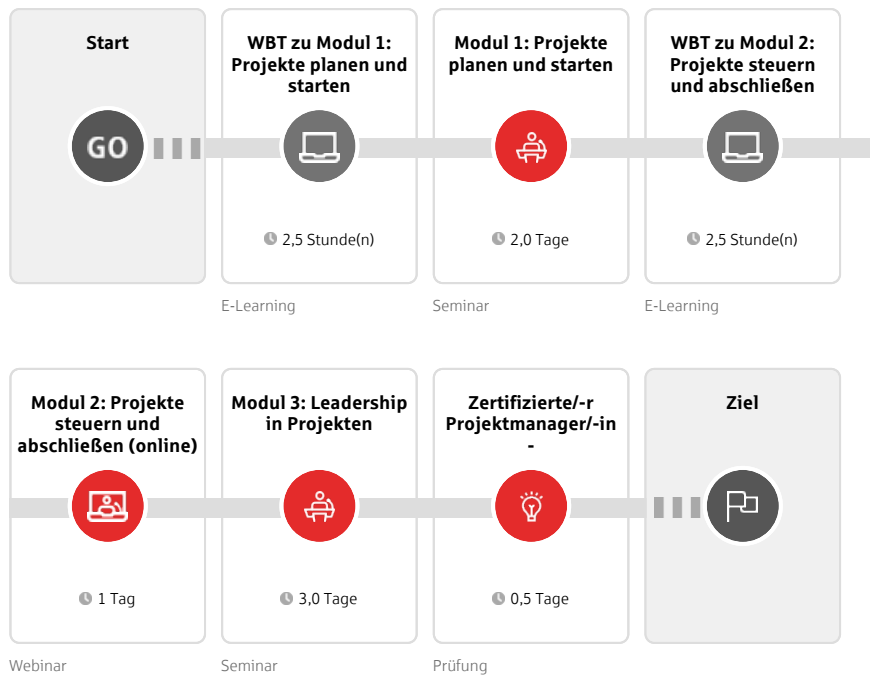 Start
WBT zu Modul 1:
Projekte planen und
starten
Modul 1: Projekte
planen und starten
WBT zu Modul 2:
Projekte steuern
und abschließen
GO
2,5 Stunde(n)
2,0 Tage
2,5 Stunde(n)
E-Learning
Seminar
E-Learning
Modul 2: Projekte
steuern und
abschließen (online)
Modul 3: Leadership
in Projekten
Zertifizierte/-r
Projektmanager/-in
-
Ziel
1 Tag
3,0 Tage
0,5 Tage
Webinar
Seminar
Prüfung